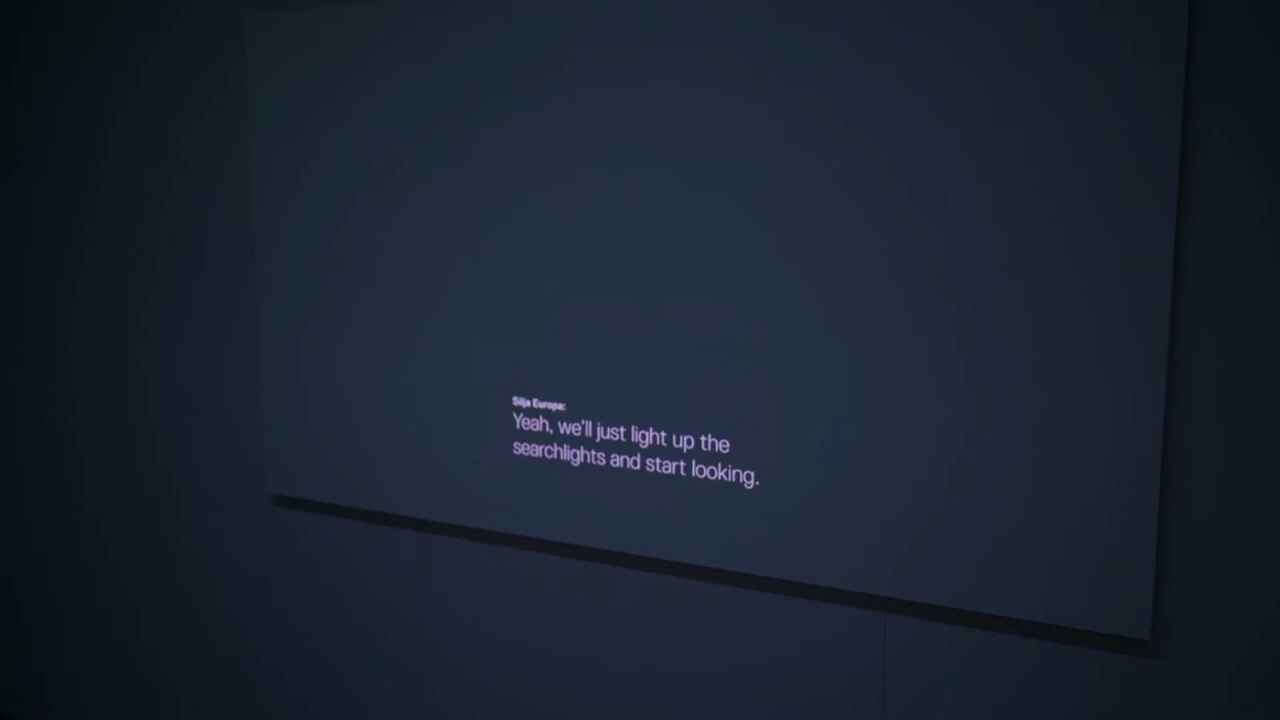 Silja Europa:
Yeah, we'll just light up the
searchlights and start looking.